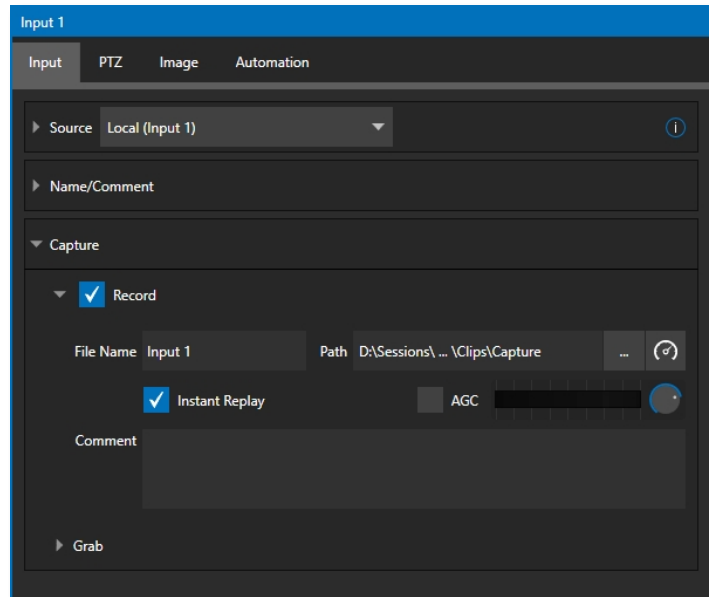 Input 1
Input PTZ Image Automation
Source Local (Input 1) i
Name/Comment
Capture
Record
File Name Input 1 Path D:\Sessions\ ... \Clips\Capture ...
Instant Replay AGC
Comment
Grab